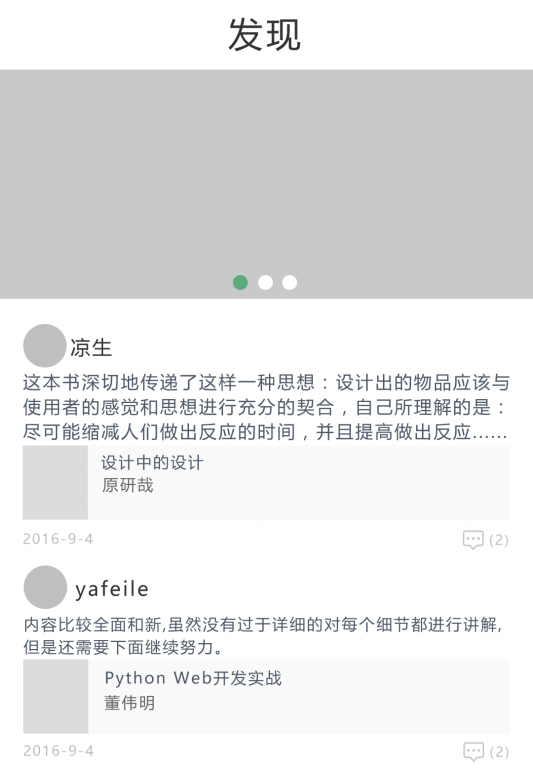 发现
凉生
这本书深切地传递了这样一种思想：设计出的物品应该与
使用者的感觉和思想进行充分的契合，自己所理解的是：
尽可能缩减人们做出反应的时间，并且提高做出反应......
设计中的设计
原研哉
2016-9-4 (2)
yafeile
内容比较全面和新,虽然没有过于详细的对每个细节都进行讲解,
但是还需要下面继续努力。
Python Web开发实战
董伟明
2016-9-4 (2)